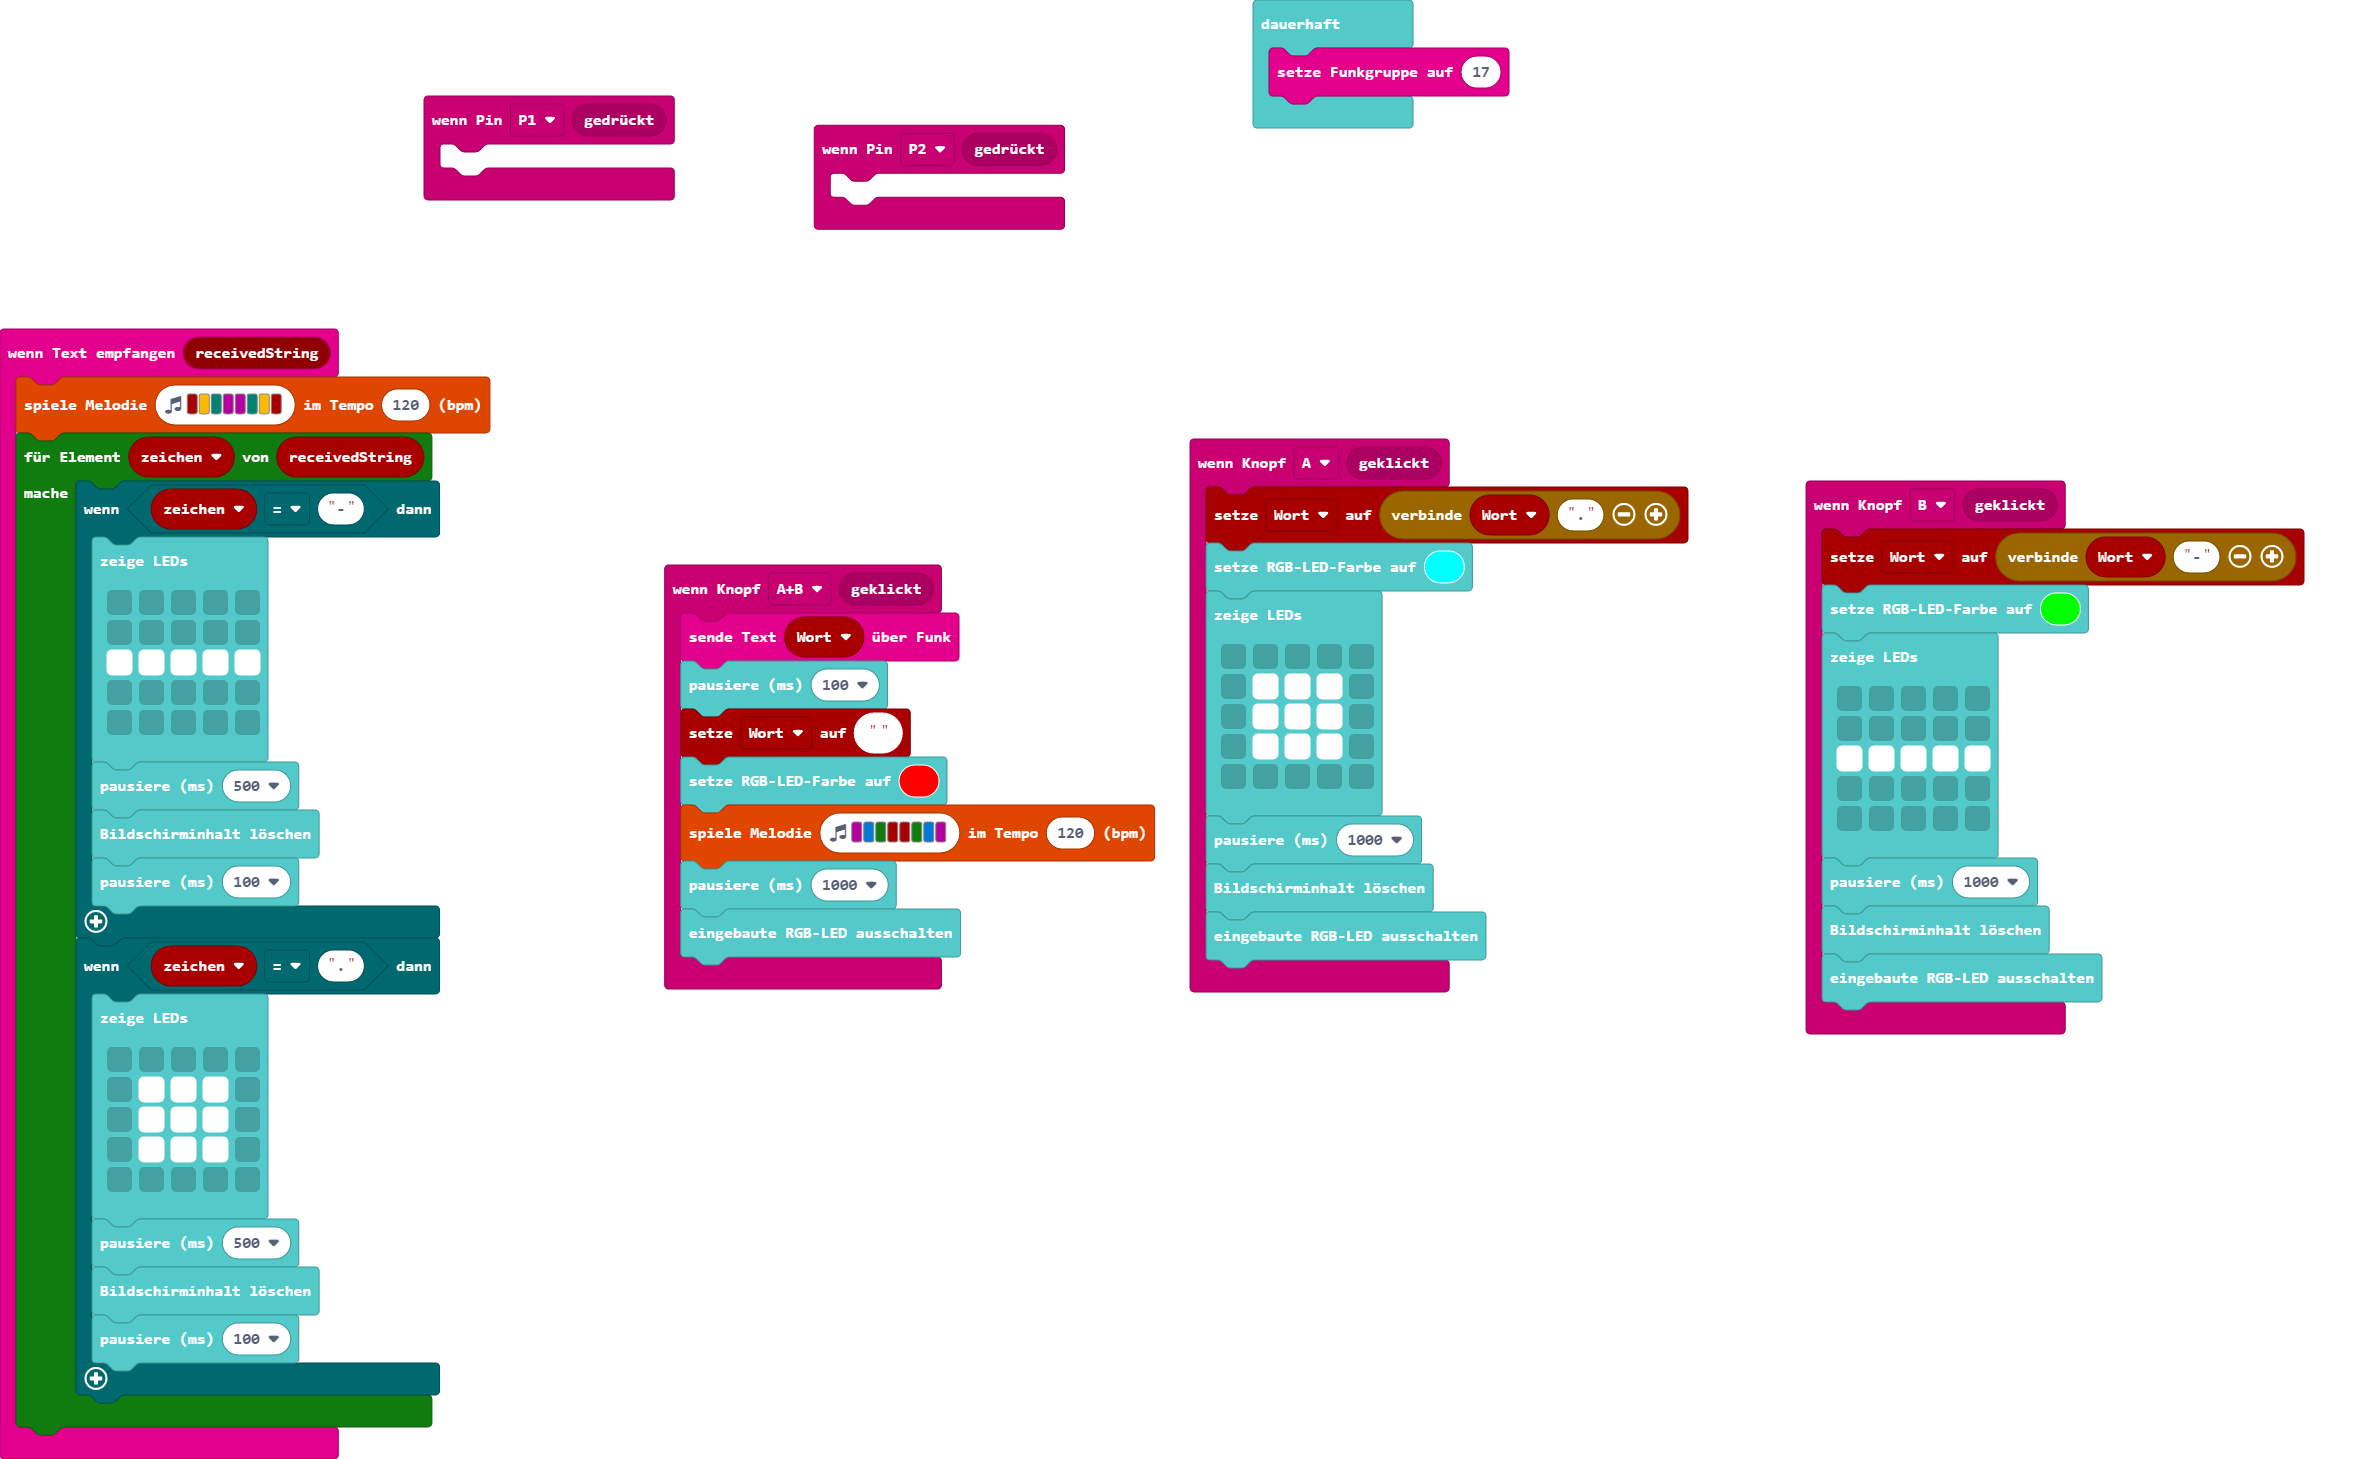 dauerhaft
setze Funkgruppe auf 17
wenn Pin P1 gedrückt
wenn Pin P2 gedrückt
wenn Text empfangen receivedString
spiele Melodie im Tempo 120 (bpm)
für Element zeichen von receivedString
mache
wenn zeichen = "-" dann
zeige LEDs
pausiere (ms) 500
Bildschirminhalt löschen
pausiere (ms) 100
wenn zeichen = "." dann
zeige LEDs
pausiere (ms) 500
Bildschirminhalt löschen
pausiere (ms) 100
wenn Knopf A+B geklickt
sende Text Wort über Funk
pausiere (ms) 100
setze Wort auf " "
setze RGB-LED-Farbe auf
spiele Melodie im Tempo 120 (bpm)
pausiere (ms) 1000
eingebaute RGB-LED ausschalten
wenn Knopf A geklickt
setze Wort auf verbinde Wort "."
setze RGB-LED-Farbe auf
zeige LEDs
pausiere (ms) 1000
Bildschirminhalt löschen
eingebaute RGB-LED ausschalten
wenn Knopf B geklickt
setze Wort auf verbinde Wort "-"
setze RGB-LED-Farbe auf
zeige LEDs
pausiere (ms) 1000
Bildschirminhalt löschen
eingebaute RGB-LED ausschalten